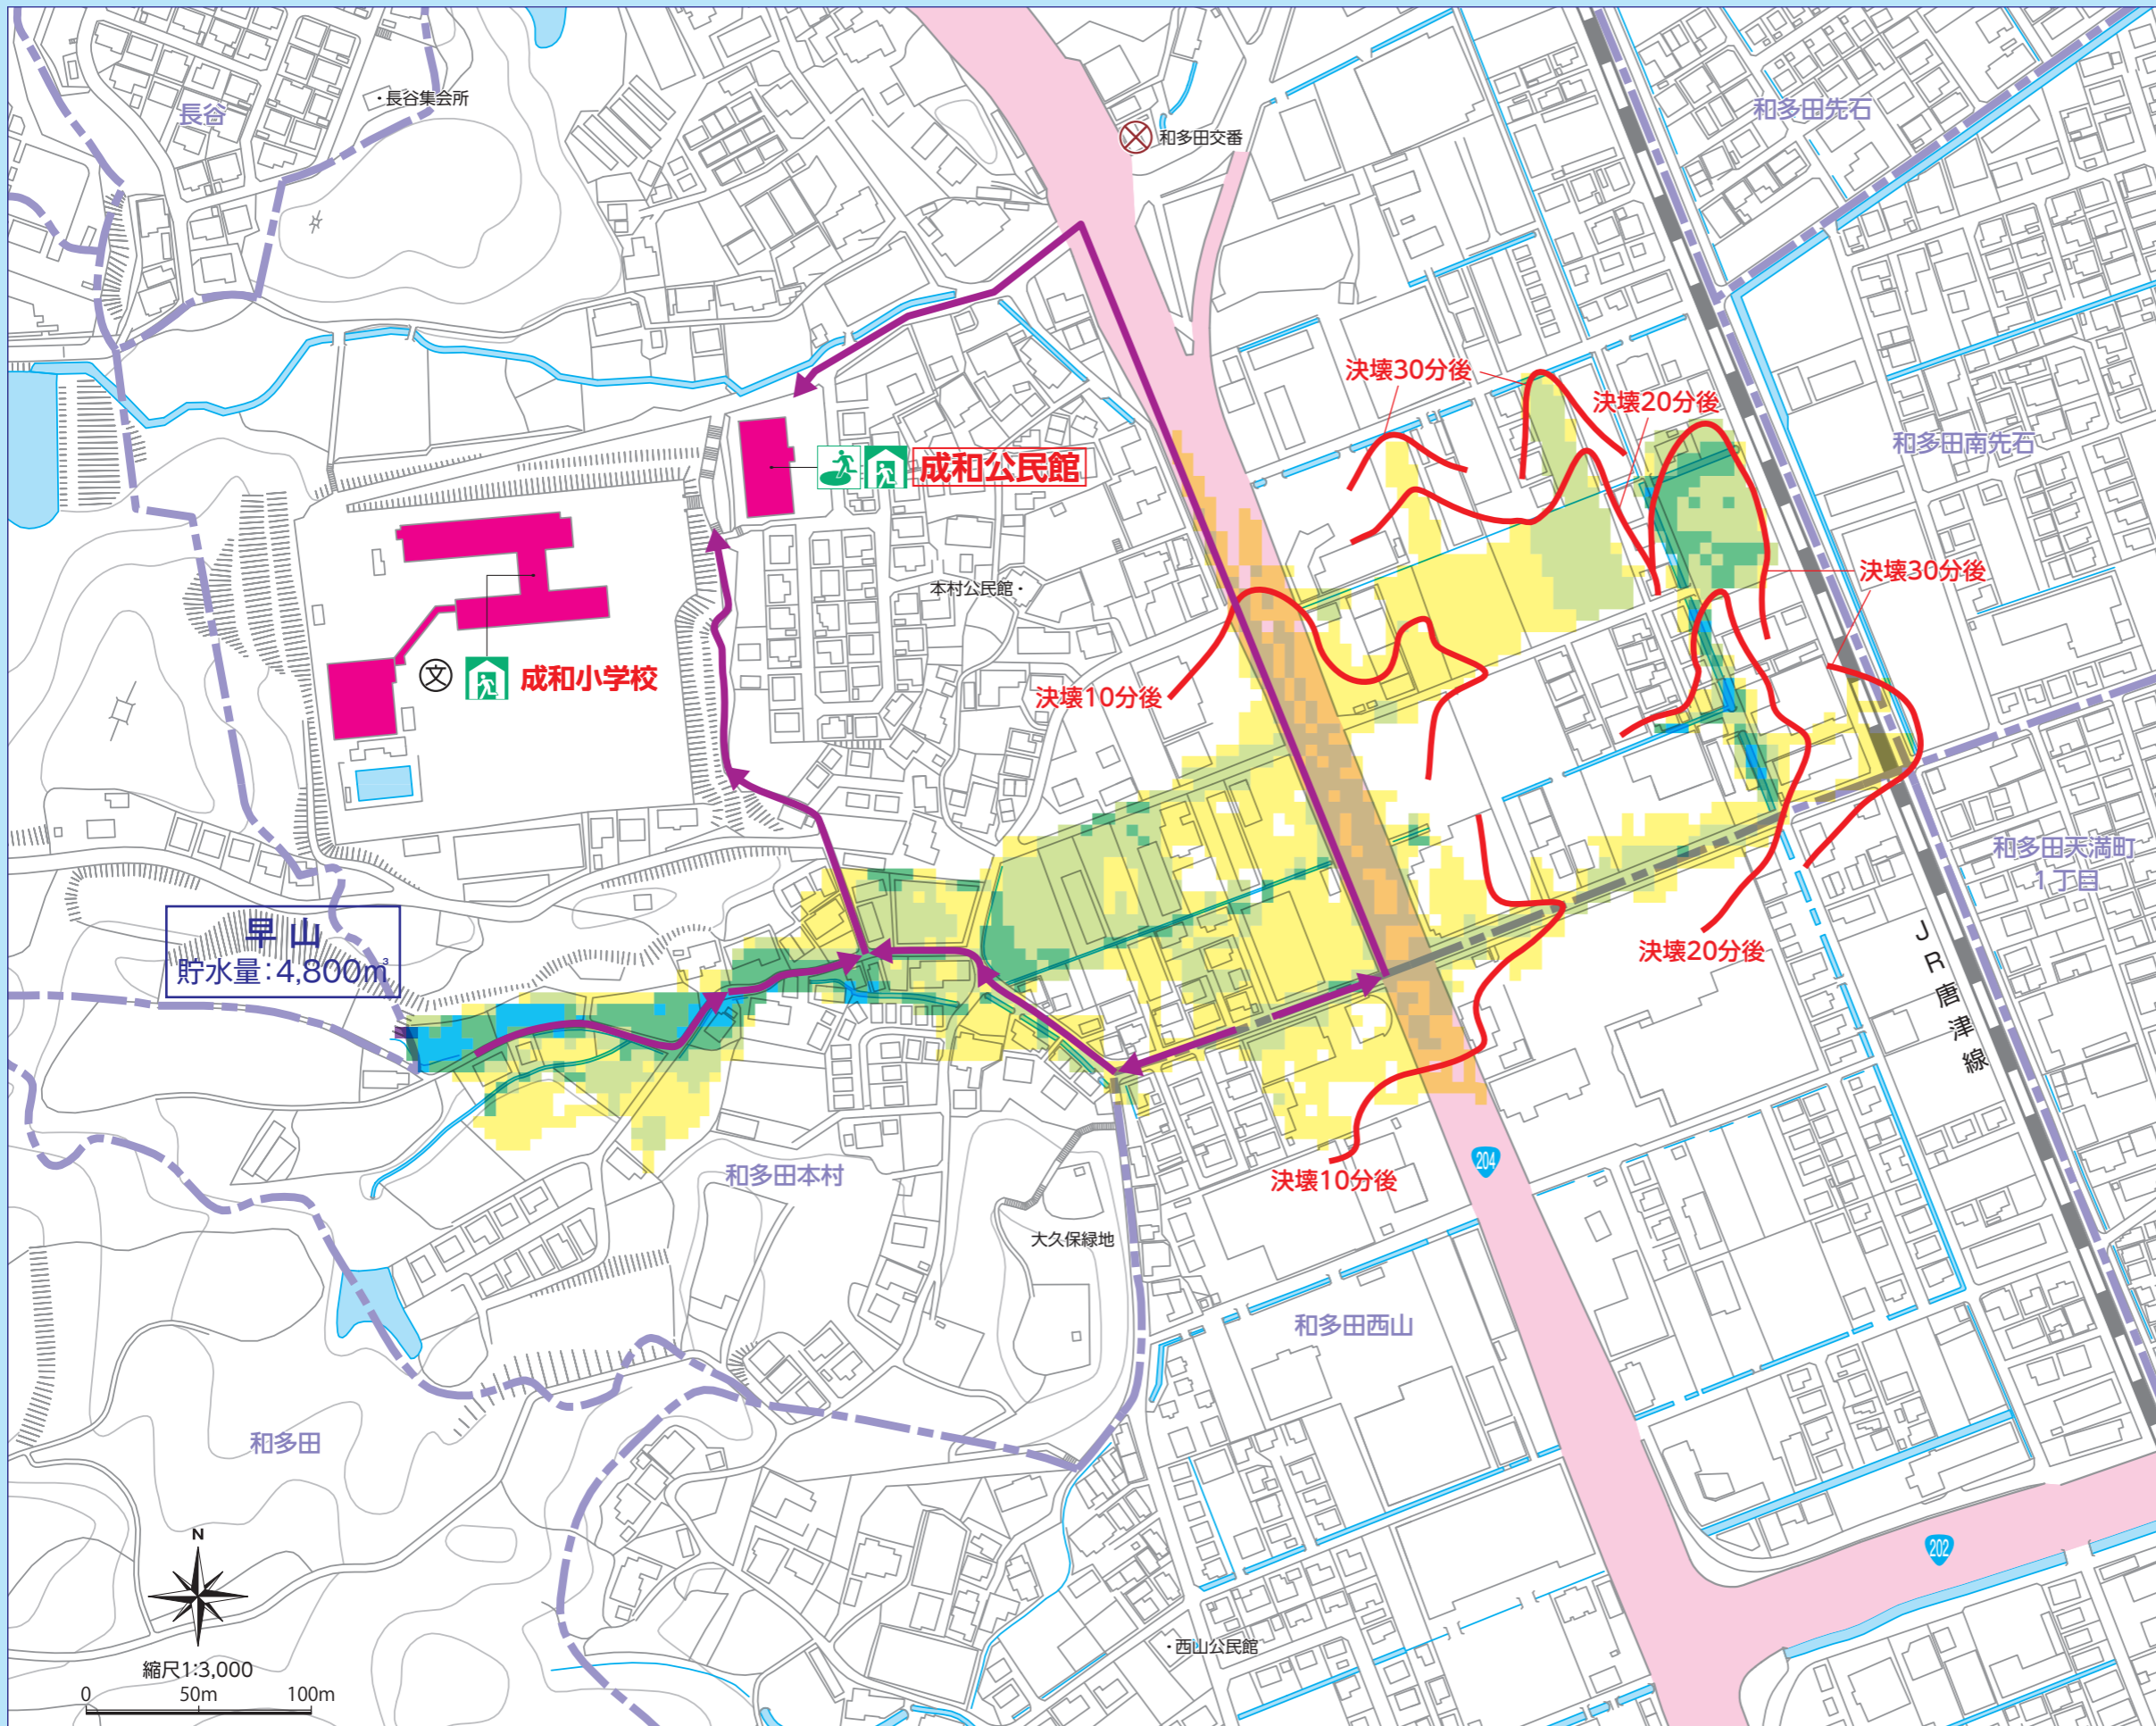 長谷
・長谷集会所
和多田交番
和多田先石
決壊30分後
決壊20分後
和多田南先石
成和公民館
決壊30分後
本村公民館・
文
成和小学校
決壊10分後
和多田天満町
1丁目
早山
貯水量:4,800㎥
決壊20分後
JR唐津線
和多田本村
決壊10分後
204
大久保緑地
和多田西山
和多田
N
202
・西山公民館
縮尺1:3,000
0 50m 100m